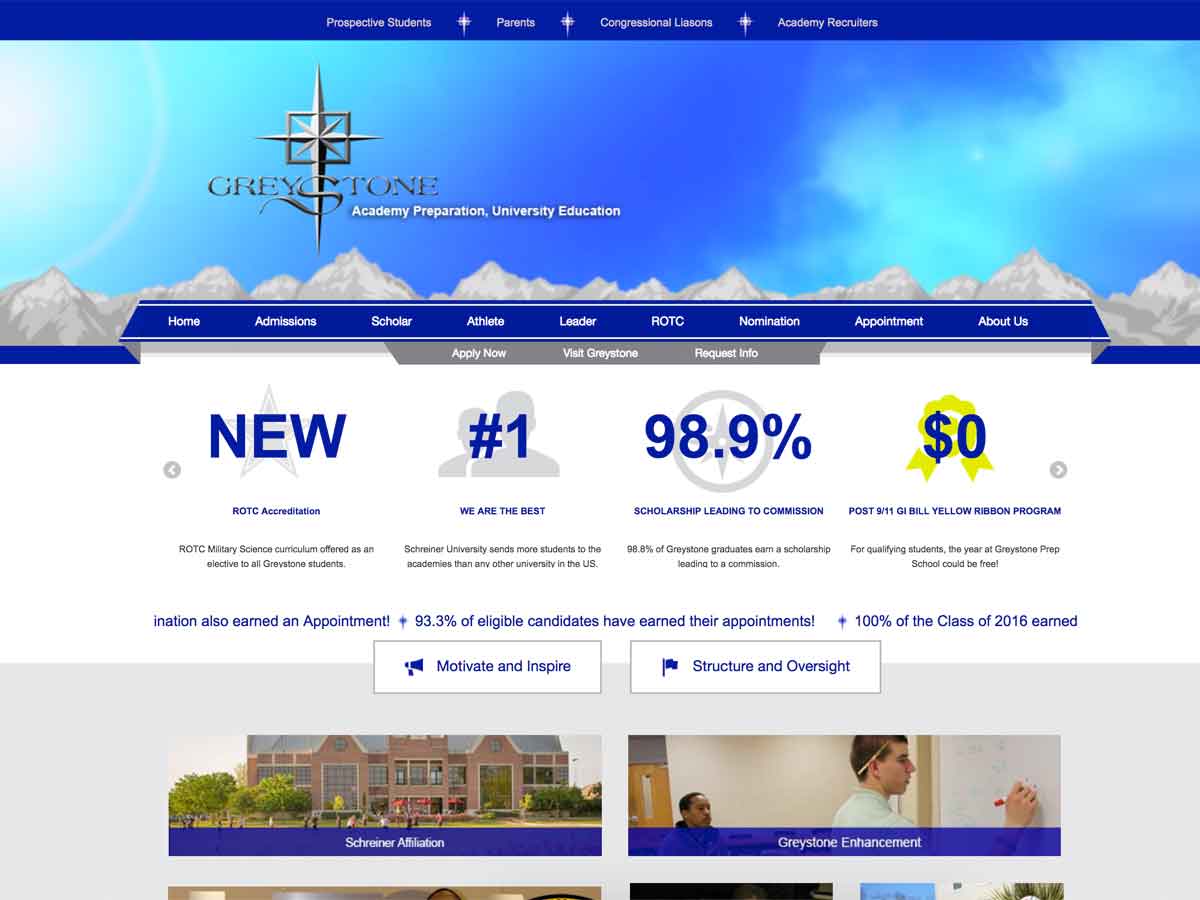 Prospective Students Parents Congressional Liasons Academy Recruiters
GREYSTONE
Academy Preparation, University Education
Home Admissions Scholar Athlete Leader ROTC Nomination Appointment About Us
Apply Now Visit Greystone Request Info
NEW #1 98.9% $0
ROTC Accreditation WE ARE THE BEST SCHOLARSHIP LEADING TO COMMISSION POST 9/11 GI BILL YELLOW RIBBON PROGRAM
ROTC Military Science curriculum offered as an
elective to all Greystone students.
Schreiner University sends more students to the
academies than any other university in the US.
98.8% of Greystone graduates earn a scholarship
leading to a commission.
For qualifying students, the year at Greystone Prep
School could be free!
ination also earned an Appointment! 93.3% of eligible candidates have earned their appointments! 100% of the Class of 2016 earned
Motivate and Inspire Structure and Oversight
Schreiner Affiliation Greystone Enhancement